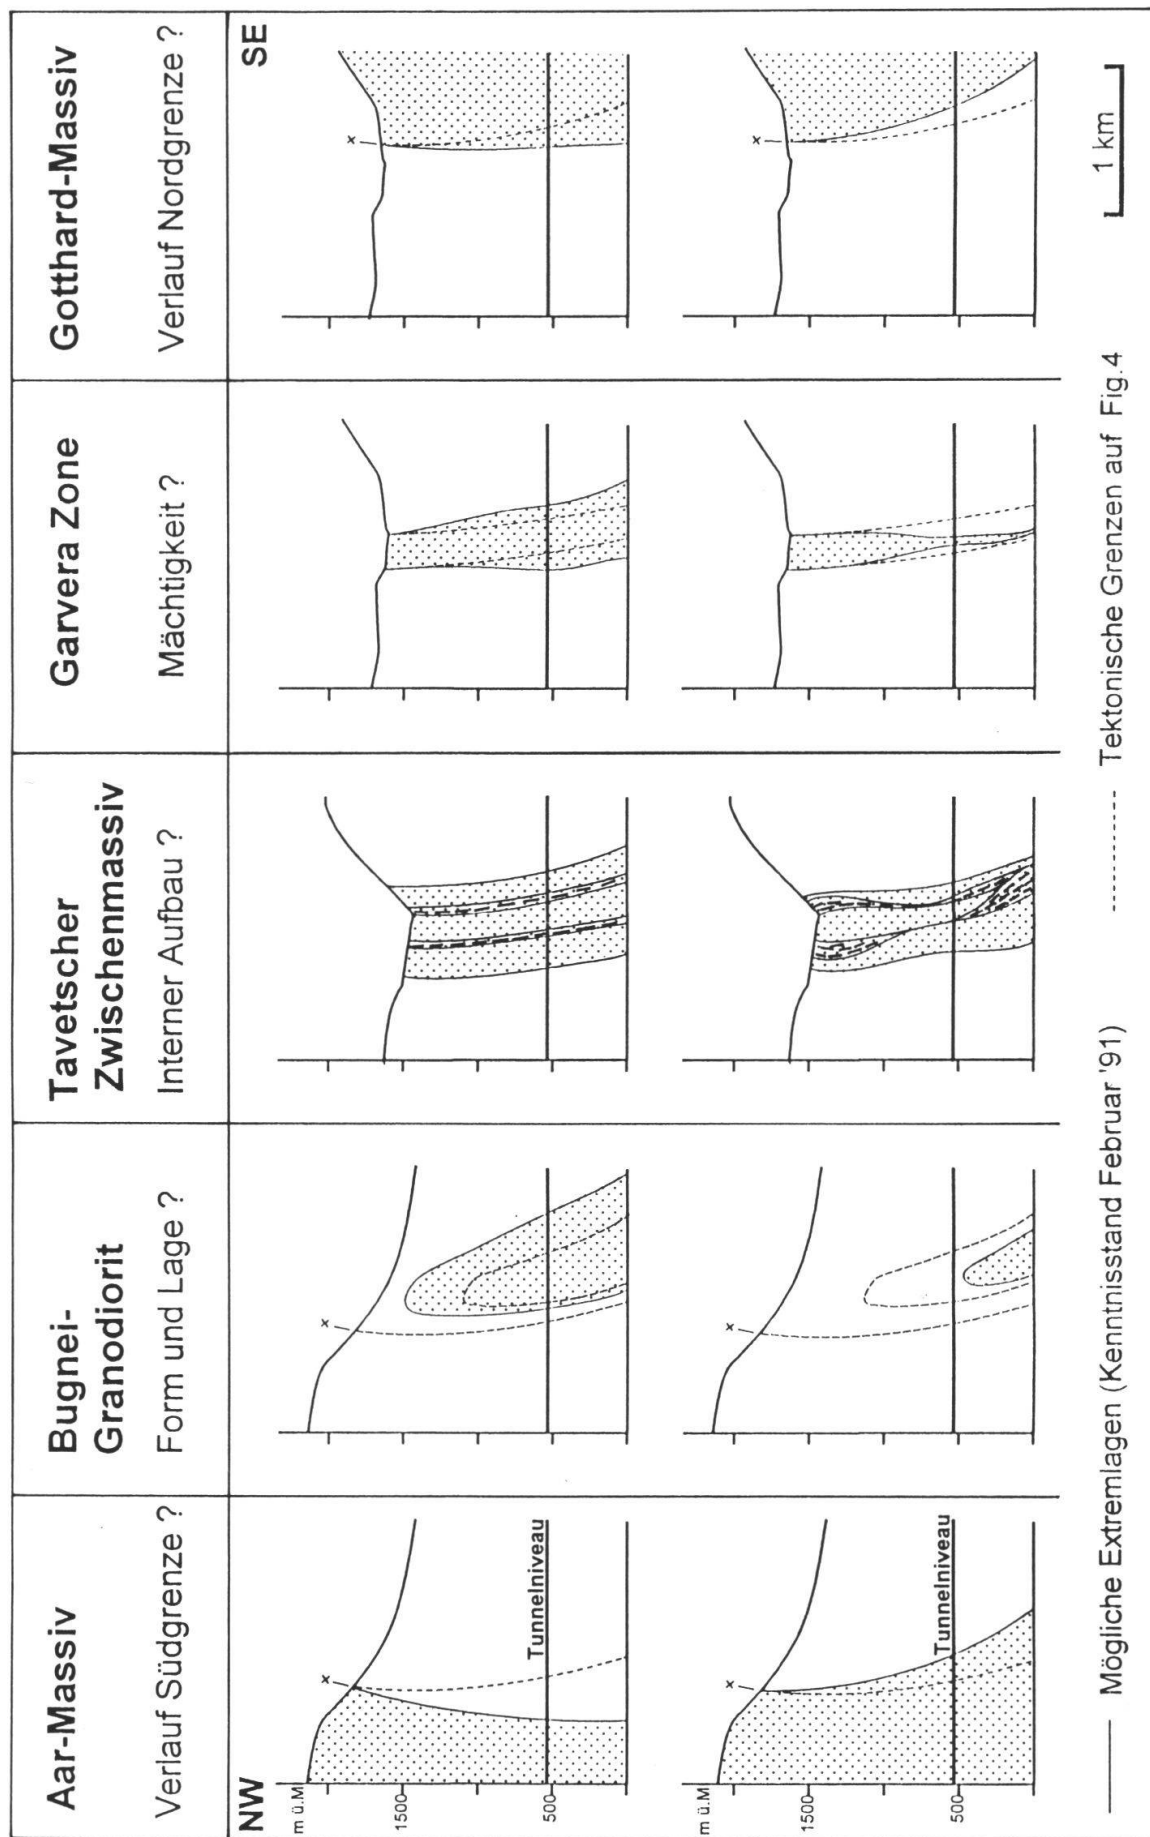 Aar-Massiv
Verlauf Südgrenze ?
Bugnei-
Granodiorit
Form und Lage ?
Tavetscher
Zwischenmassiv
Interner Aufbau ?
Garvera Zone
Mächtigkeit ?
Gotthard-Massiv
Verlauf Nordgrenze ?
NW
SE
m ü.M
1500
500
Tunnelniveau
x
x
x
m ü.M
1500
500
Tunnelniveau
x
x
x
Mögliche Extremlagen (Kenntnisstand Februar '91)
Tektonische Grenzen auf Fig.4
1 km